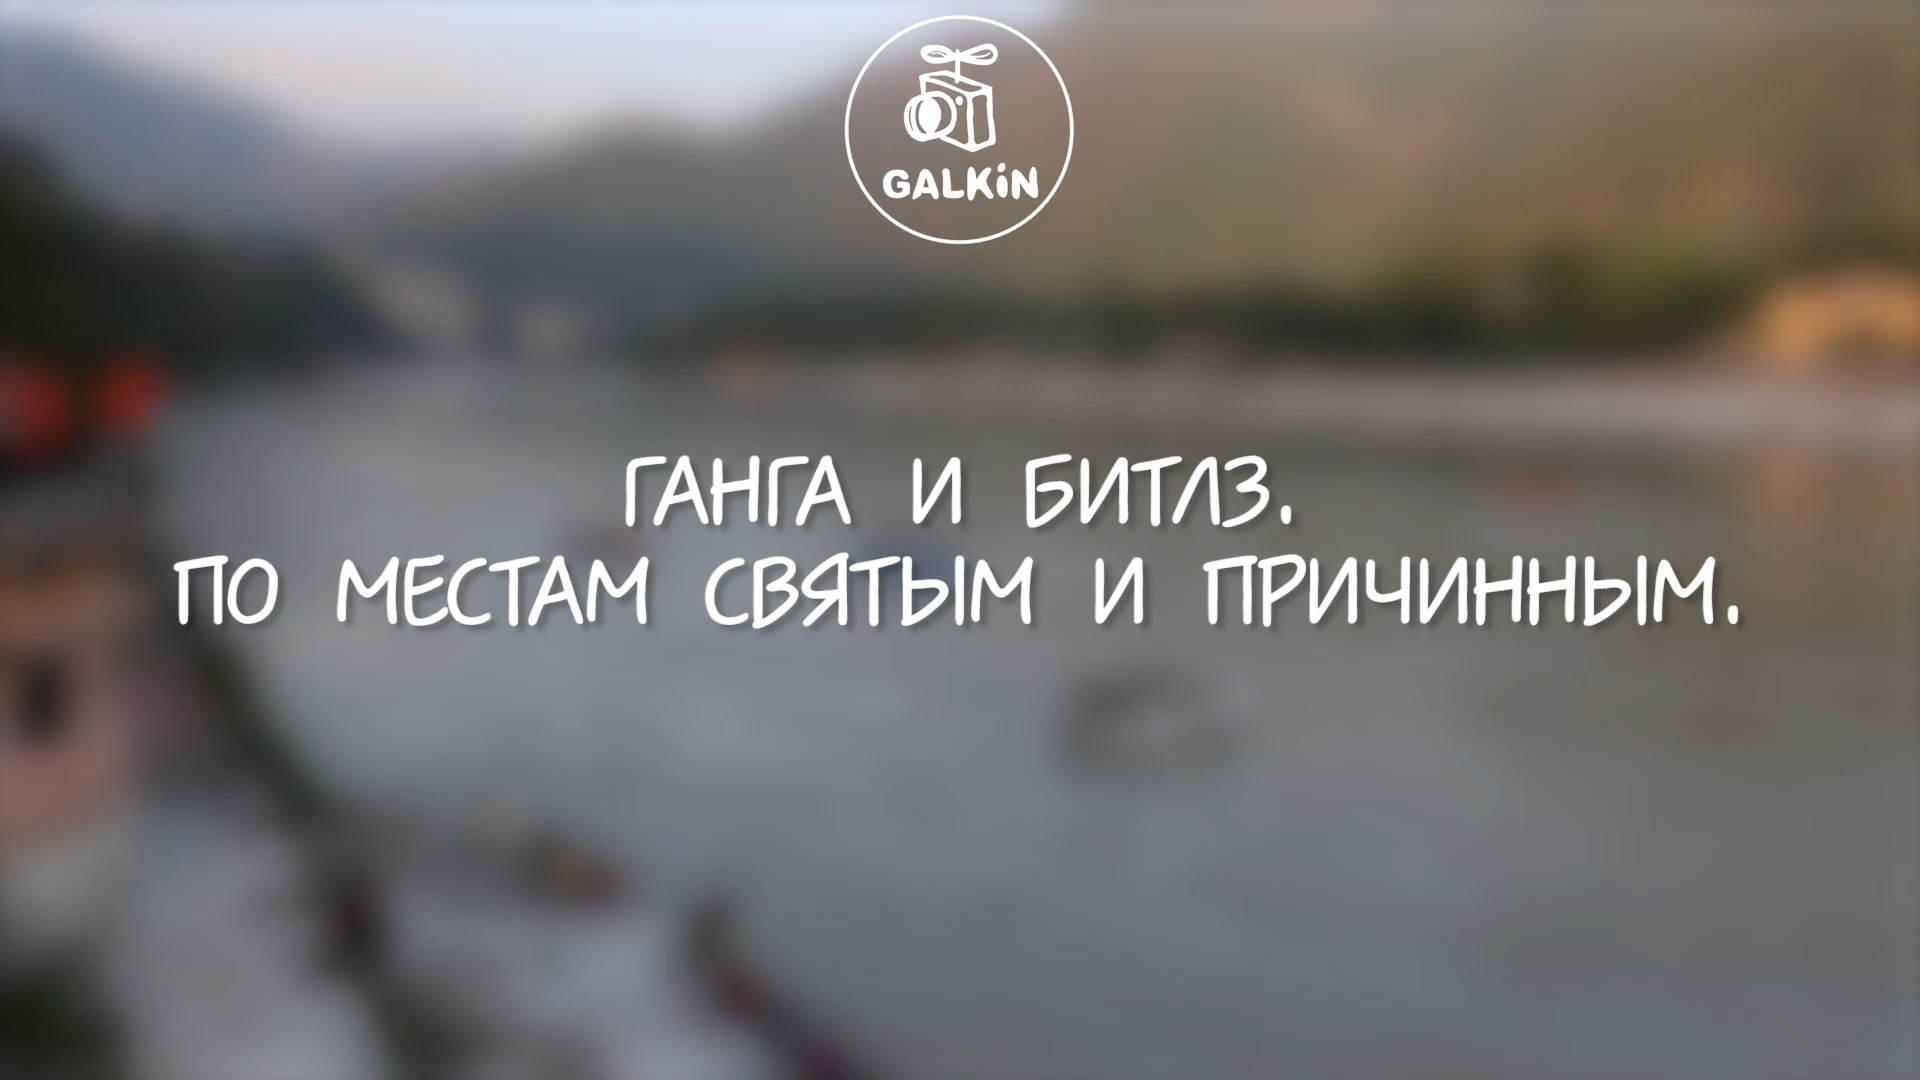 GALKiN
ГАНГА И БИТЛЗ.
ПО МЕСТАМ СВЯТЫМ И ПРИЧИННЫМ.